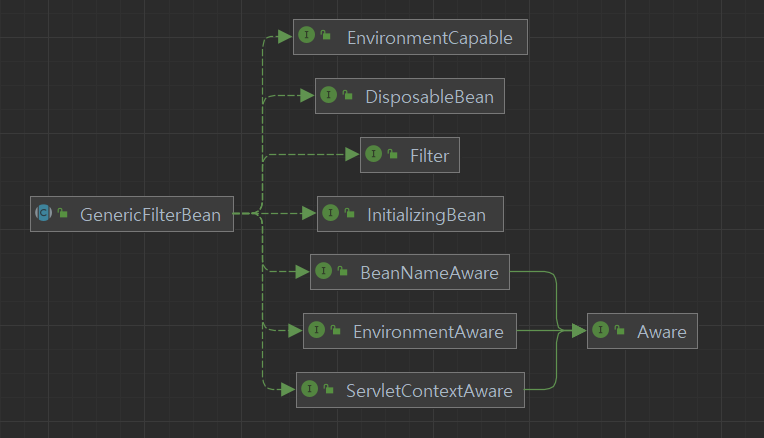 EnvironmentCapable
DisposableBean
Filter
GenericFilterBean
InitializingBean
BeanNameAware
EnvironmentAware
Aware
ServletContextAware